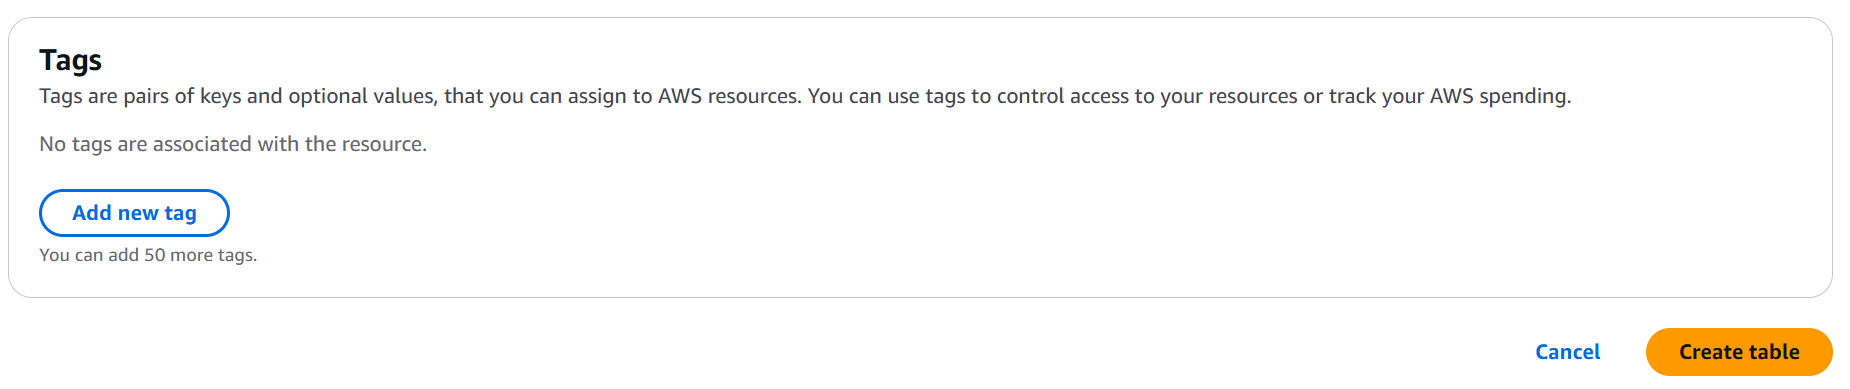 Tags
Tags are pairs of keys and optional values, that you can assign to AWS resources. You can use tags to control access to your resources or track your AWS spending.
No tags are associated with the resource.
Add new tag
You can add 50 more tags.
Cancel
Create table